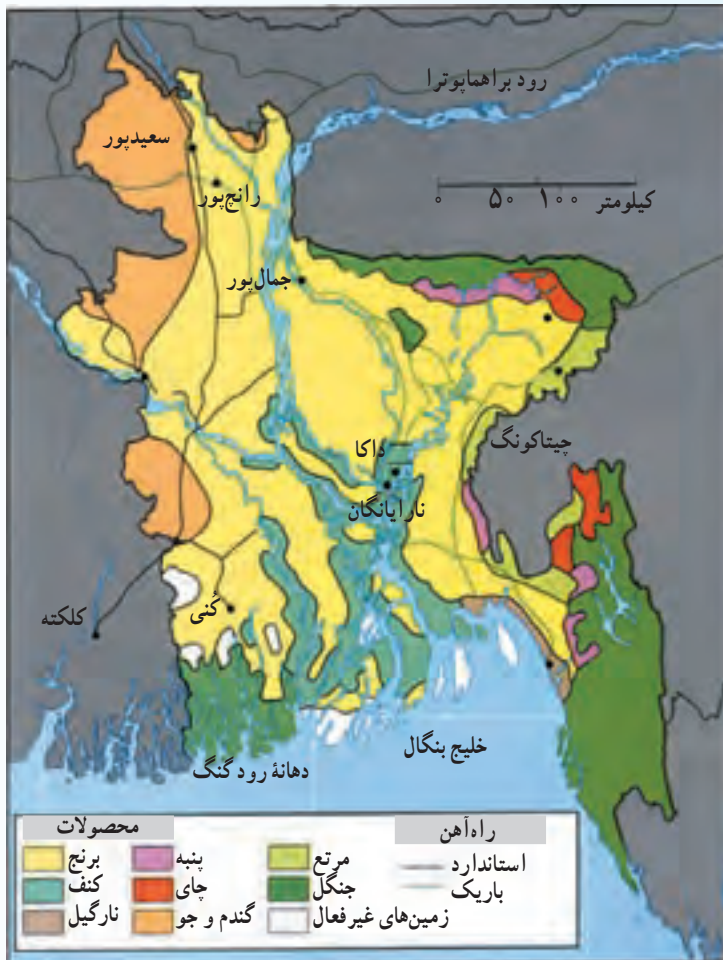 رود براهماپوترا
سعیدپور
رانچ‌پور
۰ ۵۰ ۱۰۰ کیلومتر
جمال‌پور
چیتاکونگ
داکا
نارایانگان
کُنی
کلکته
خلیج بنگال
دهانهٔ رود گنگ
محصولات
راه‌آهن
برنج
پنبه
مرتع
استاندارد
کنف
چای
جنگل
باریک
نارگیل
گندم و جو
زمین‌های غیرفعال